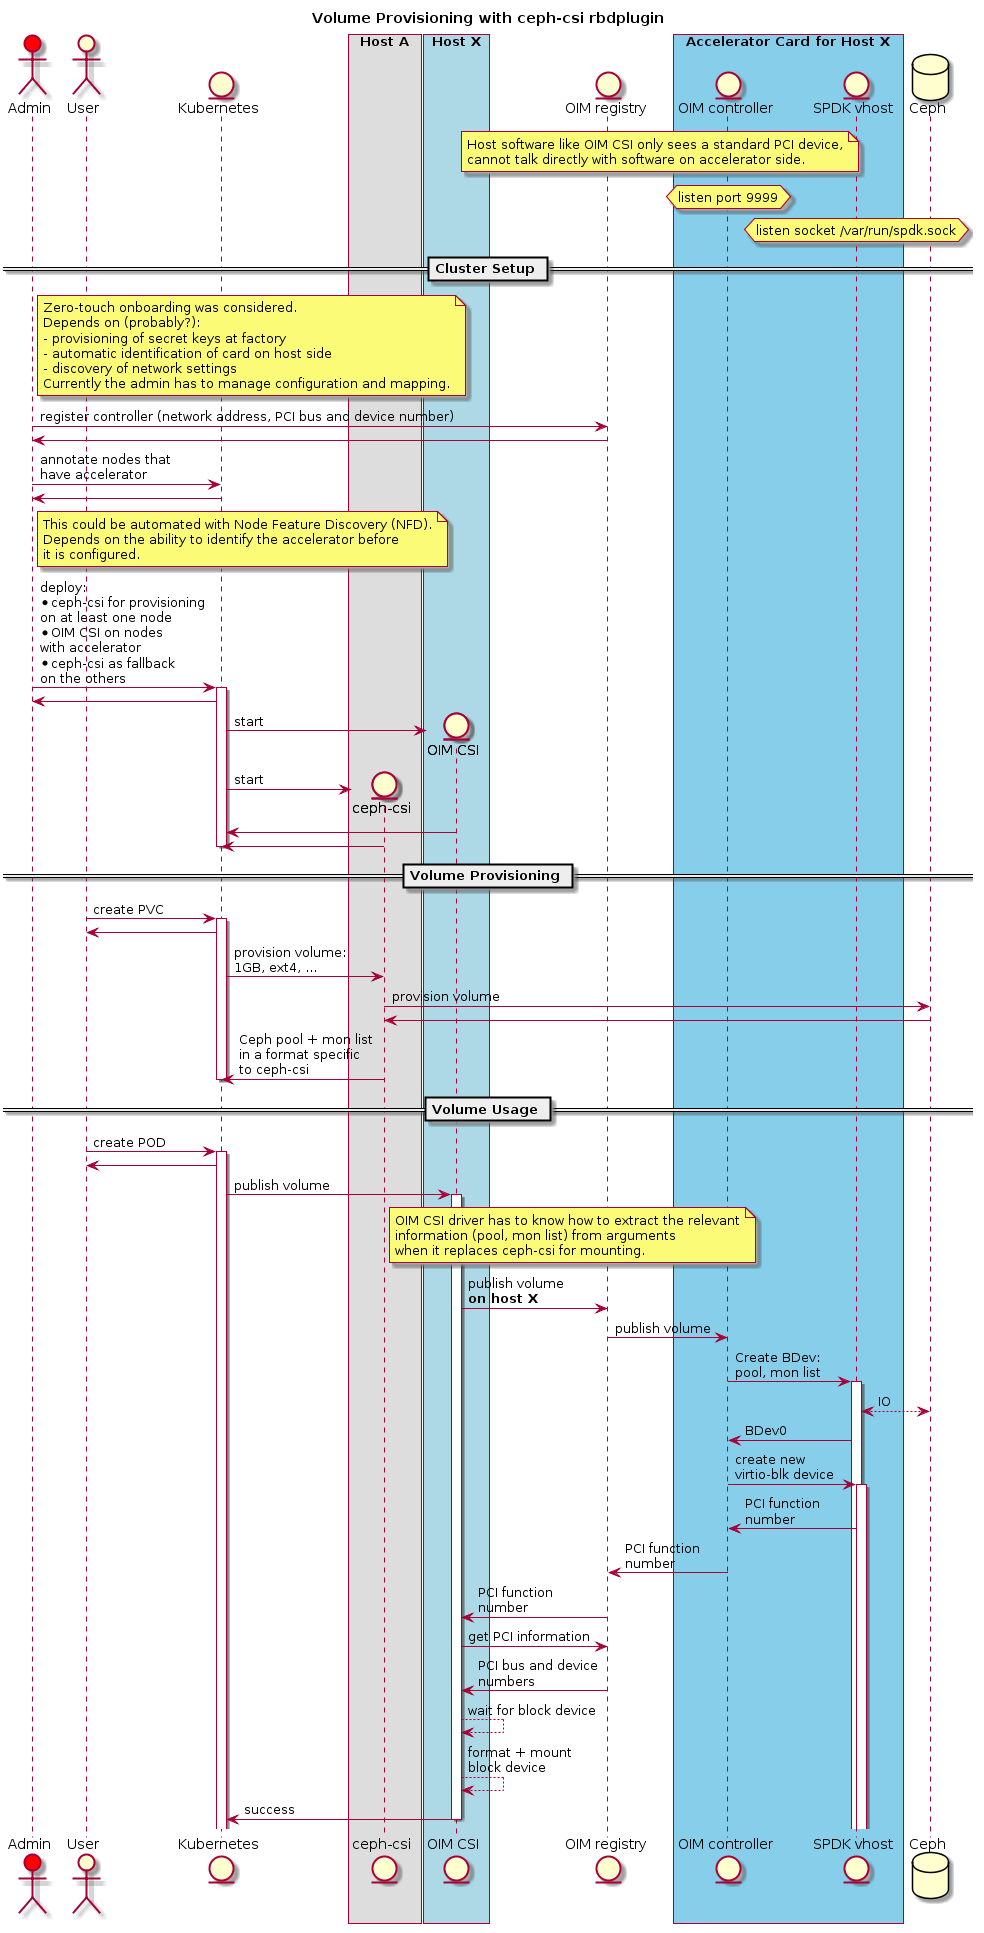 Volume Provisioning with ceph-csi rbdplugin
Host A
Host X
Accelerator Card for Host X
Admin
User
Kubernetes
OIM registry
OIM controller
SPDK vhost
Ceph
Host software like OIM CSI only sees a standard PCI device,
cannot talk directly with software on accelerator side.
listen port 9999
listen socket /var/run/spdk.sock
Cluster Setup
Zero-touch onboarding was considered.
Depends on (probably?):
- provisioning of secret keys at factory
- automatic identification of card on host side
- discovery of network settings
Currently the admin has to manage configuration and mapping.
register controller (network address, PCI bus and device number)
annotate nodes that
have accelerator
This could be automated with Node Feature Discovery (NFD).
Depends on the ability to identify the accelerator before
it is configured.
deploy:
• ceph-csi for provisioning
on at least one node
• OIM CSI on nodes
with accelerator
• ceph-csi as fallback
on the others
start
OIM CSI
start
ceph-csi
Volume Provisioning
create PVC
provision volume:
1GB, ext4, ...
provision volume
Ceph pool + mon list
in a format specific
to ceph-csi
Volume Usage
create POD
publish volume
OIM CSI driver has to know how to extract the relevant
information (pool, mon list) from arguments
when it replaces ceph-csi for mounting.
publish volume
on host X
publish volume
Create BDev:
pool, mon list
IO
BDev0
create new
virtio-blk device
PCI function
number
PCI function
number
PCI function
number
get PCI information
PCI bus and device
numbers
wait for block device
format + mount
block device
success
Admin
User
Kubernetes
ceph-csi
OIM CSI
OIM registry
OIM controller
SPDK vhost
Ceph